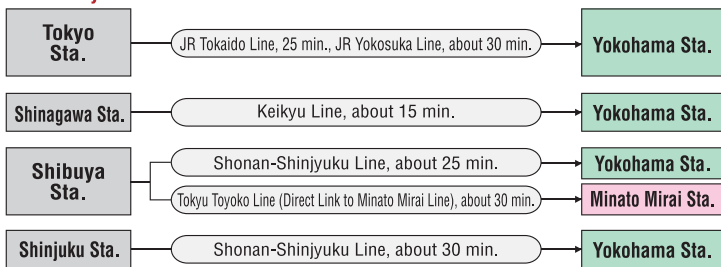 Tokyo
Sta.
JR Tokaido Line, 25 min., JR Yokosuka Line, about 30 min.
Yokohama Sta.
Shinagawa Sta.
Keikyu Line, about 15 min.
Yokohama Sta.
Shibuya
Sta.
Shonan-Shinjyuku Line, about 25 min.
Yokohama Sta.
Tokyu Toyoko Line (Direct Link to Minato Mirai Line), about 30 min.
Minato Mirai Sta.
Shinjuku Sta.
Shonan-Shinjyuku Line, about 30 min.
Yokohama Sta.